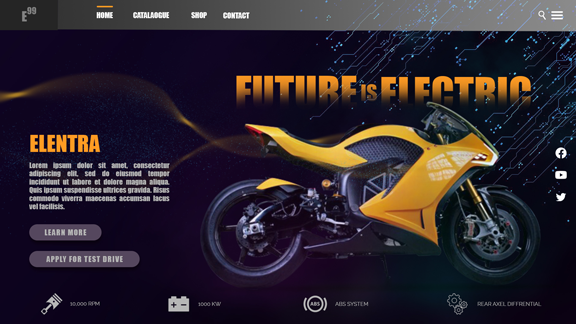 E99
HOME CATALAOGUE SHOP CONTACT
FUTURE IS ELECTRIC
ELENTRA
Lorem ipsum dolor sit amet, consectetur
adipiscing elit, sed do eiusmod tempor
incididunt ut labore et dolore magna aliqua.
Quis ipsum suspendisse ultrices gravida. Risus
commodo viverra maecenas accumsan lacus
vel facilisis.
LEARN MORE
APPLY FOR TEST DRIVE
10,000 RPM
1000 KW
ABS
ABS SYSTEM
REAR AXEL DIFFRENTIAL